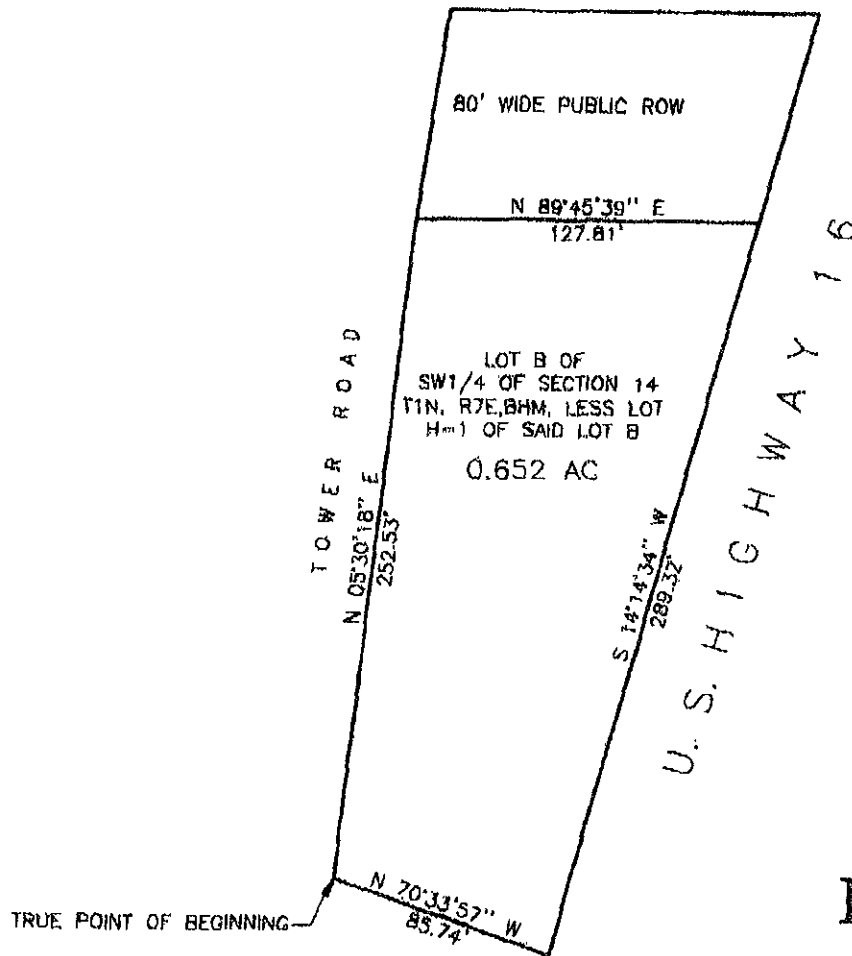 80' WIDE PUBLIC ROW
N 89°45'39" E
127.81'
LOT B OF
SW1/4 OF SECTION 14
T1N, R7E,BHM, LESS LOT
H-1 OF SAID LOT B
0.652 AC
TOWER ROAD
N 05°30'18" E
252.53'
S 14°14'34" W
289.32'
U.S. HIGHWAY 16
N 70°33'57" W
85.74'
TRUE POINT OF BEGINNING